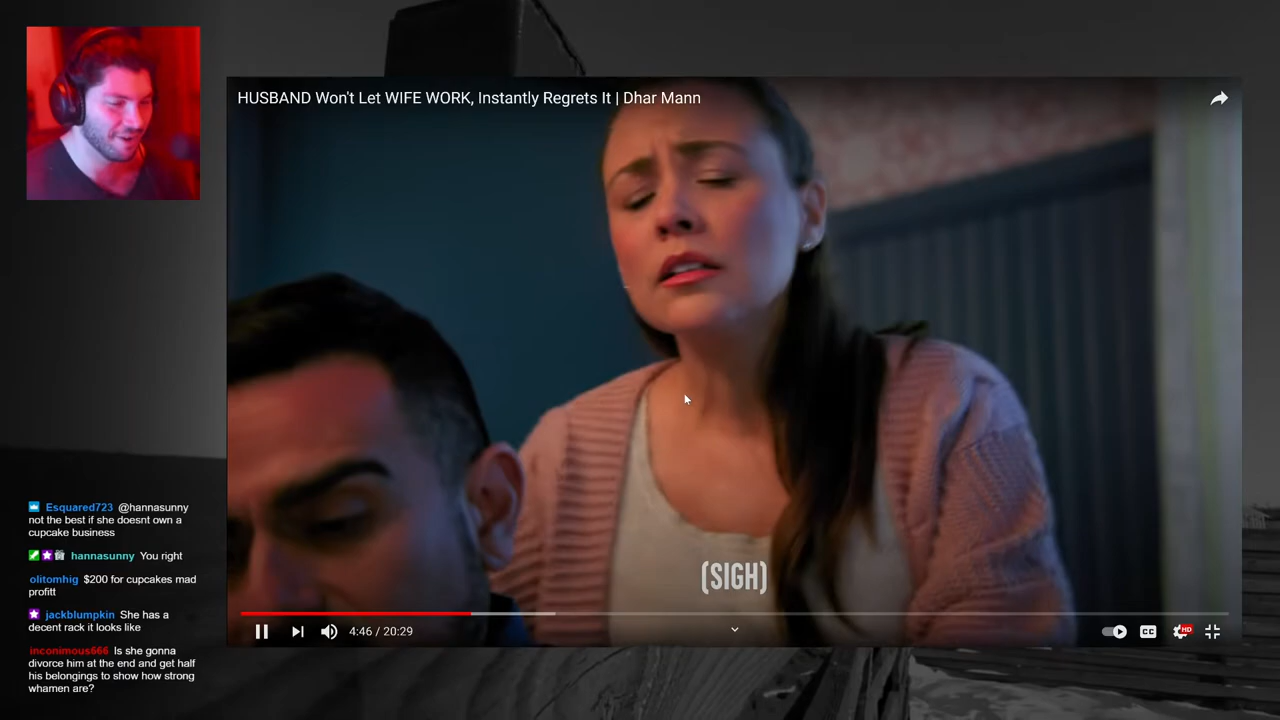 HUSBAND Won't Let WIFE WORK, Instantly Regrets It | Dhar Mann
(SIGH)
4:46 / 20:29
CC
HD
Esquared723 @hannasunny
not the best if she doesnt own a
cupcake business
hannasunny You right
olitomhig $200 for cupcakes mad
profitt
jackblumpkin She has a
decent rack it looks like
inconimous666 Is she gonna
divorce him at the end and get half
his belongings to show how strong
whamen are?